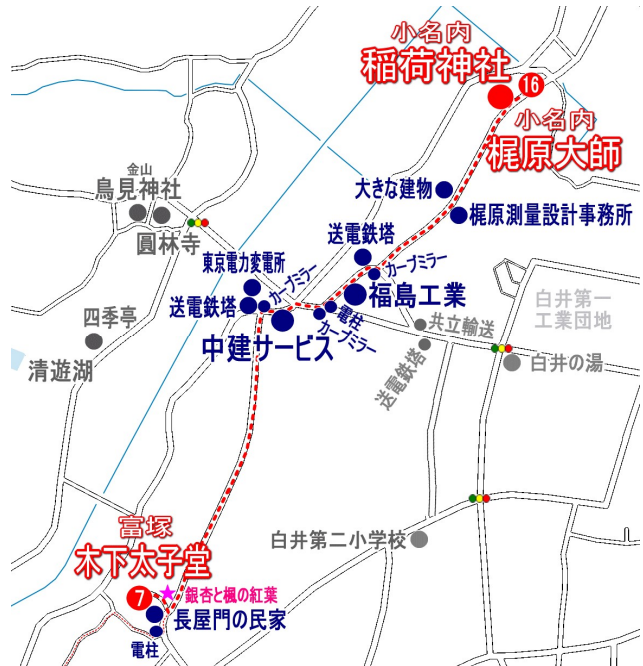 小名内
稲荷神社
16
小名内
梶原大師
大きな建物
梶原測量設計事務所
金山
鳥見神社
圓林寺
送電鉄塔
カーブミラー
東京電力変電所
カーブミラー
送電鉄塔
福島工業
電柱
カーブミラー
中建サービス
共立輸送
送電鉄塔
白井第一
工業団地
白井の湯
四季亭
清遊湖
白井第二小学校
富塚
木下太子堂
7
銀杏と楓の紅葉
長屋門の民家
電柱